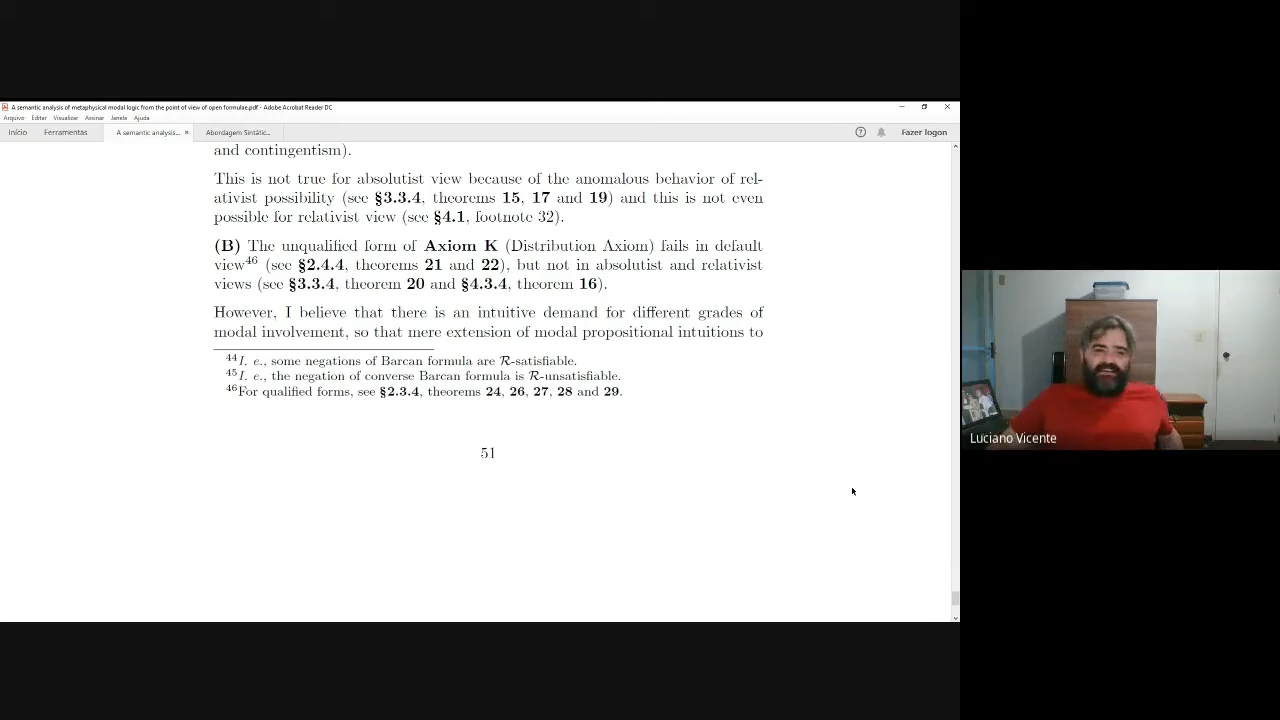 A semantic analysis of metaphysical modal logic from the point of view of open formulae.pdf - Adobe Acrobat Reader DC
Arquivo Editar Visualizar Assinar Janela Ajuda
Início Ferramentas A semantic analysis... × Abordagem Sintátic... Fazer logon
and contingentism).
This is not true for absolutist view because of the anomalous behavior of rel-
ativist possibility (see §3.3.4, theorems 15, 17 and 19) and this is not even
possible for relativist view (see §4.1, footnote 32).
(B) The unqualified form of Axiom K (Distribution Axiom) fails in default
view46 (see §2.4.4, theorems 21 and 22), but not in absolutist and relativist
views (see §3.3.4, theorem 20 and §4.3.4, theorem 16).
However, I believe that there is an intuitive demand for different grades of
modal involvement, so that mere extension of modal propositional intuitions to
44I. e., some negations of Barcan formula are R-satisfiable.
45I. e., the negation of converse Barcan formula is R-unsatisfiable.
46For qualified forms, see §2.3.4, theorems 24, 26, 27, 28 and 29.
51
Luciano Vicente